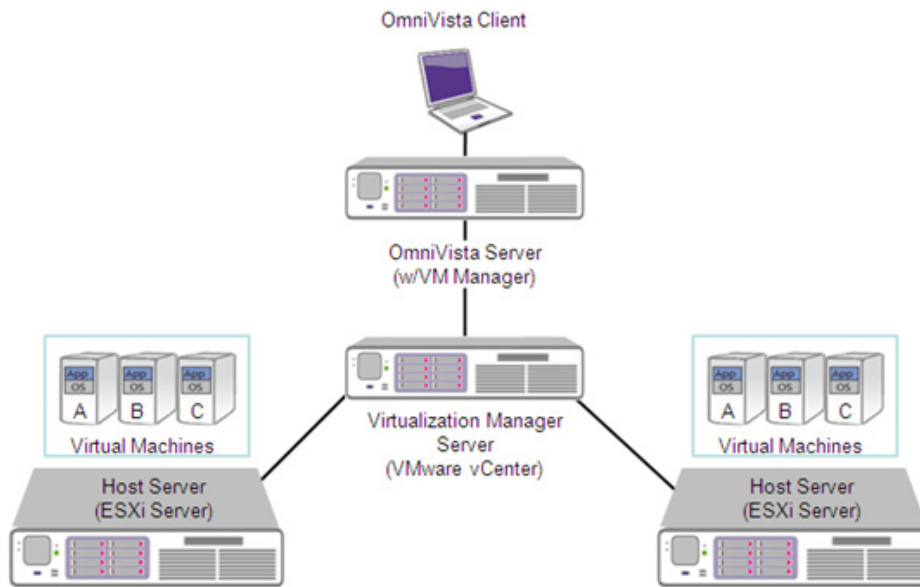 OmniVista Client
OmniVista Server
(w/VM Manager)
App
OS
A
App
OS
B
App
OS
C
Virtual Machines
Host Server
(ESXi Server)
Virtualization Manager
Server
(VMware vCenter)
App
OS
A
App
OS
B
App
OS
C
Virtual Machines
Host Server
(ESXi Server)